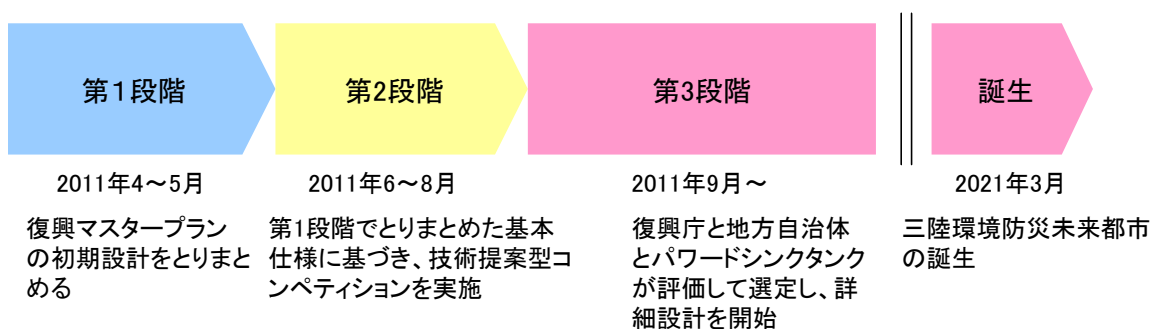 第１段階
第2段階
第3段階
誕生
2011年4～5月
復興マスタープラン
の初期設計をとりまと
める
2011年6～8月
第1段階でとりまとめた基本
仕様に基づき、技術提案型コ
ンペティションを実施
2011年9月～
復興庁と地方自治体
とパワードシンクタンク
が評価して選定し、詳
細設計を開始
2021年3月
三陸環境防災未来都市
の誕生